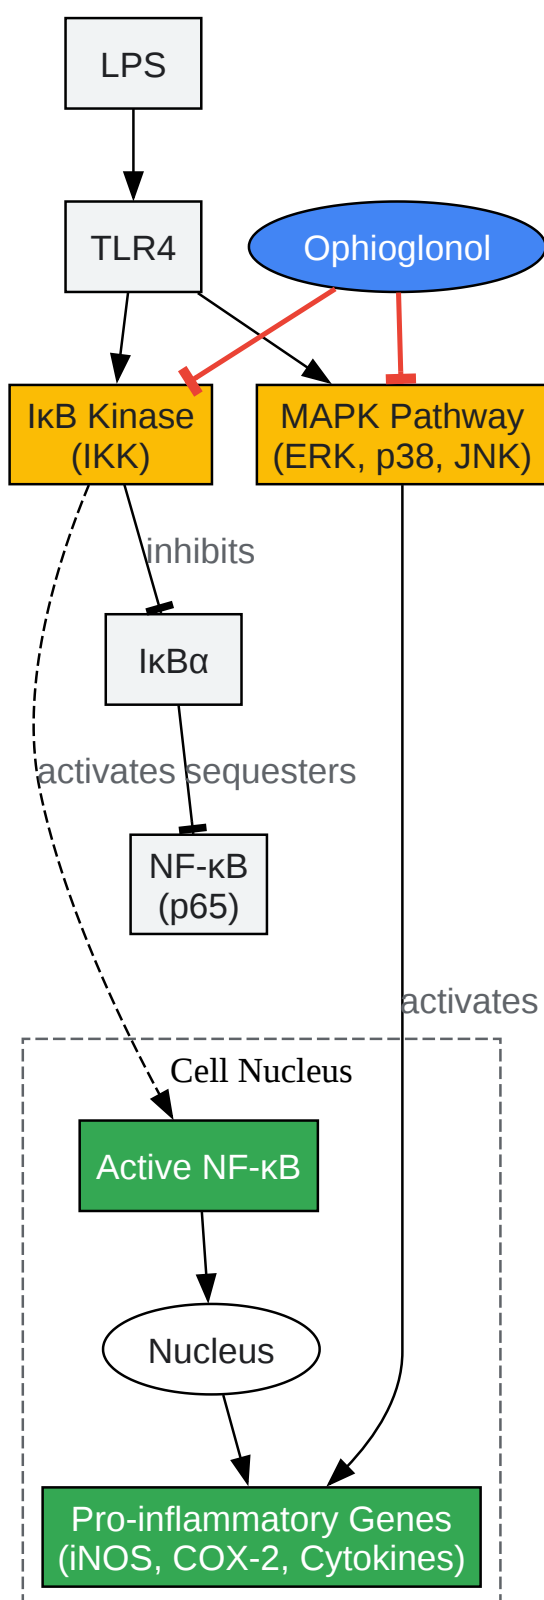 LPS
TLR4
Ophioglonol
IκB Kinase
(IKK)
MAPK Pathway
(ERK, p38, JNK)
inhibits
IκBα
activates
sequesters
NF-κB
(p65)
activates
Cell Nucleus
Active NF-κB
Nucleus
Pro-inflammatory Genes
(iNOS, COX-2, Cytokines)